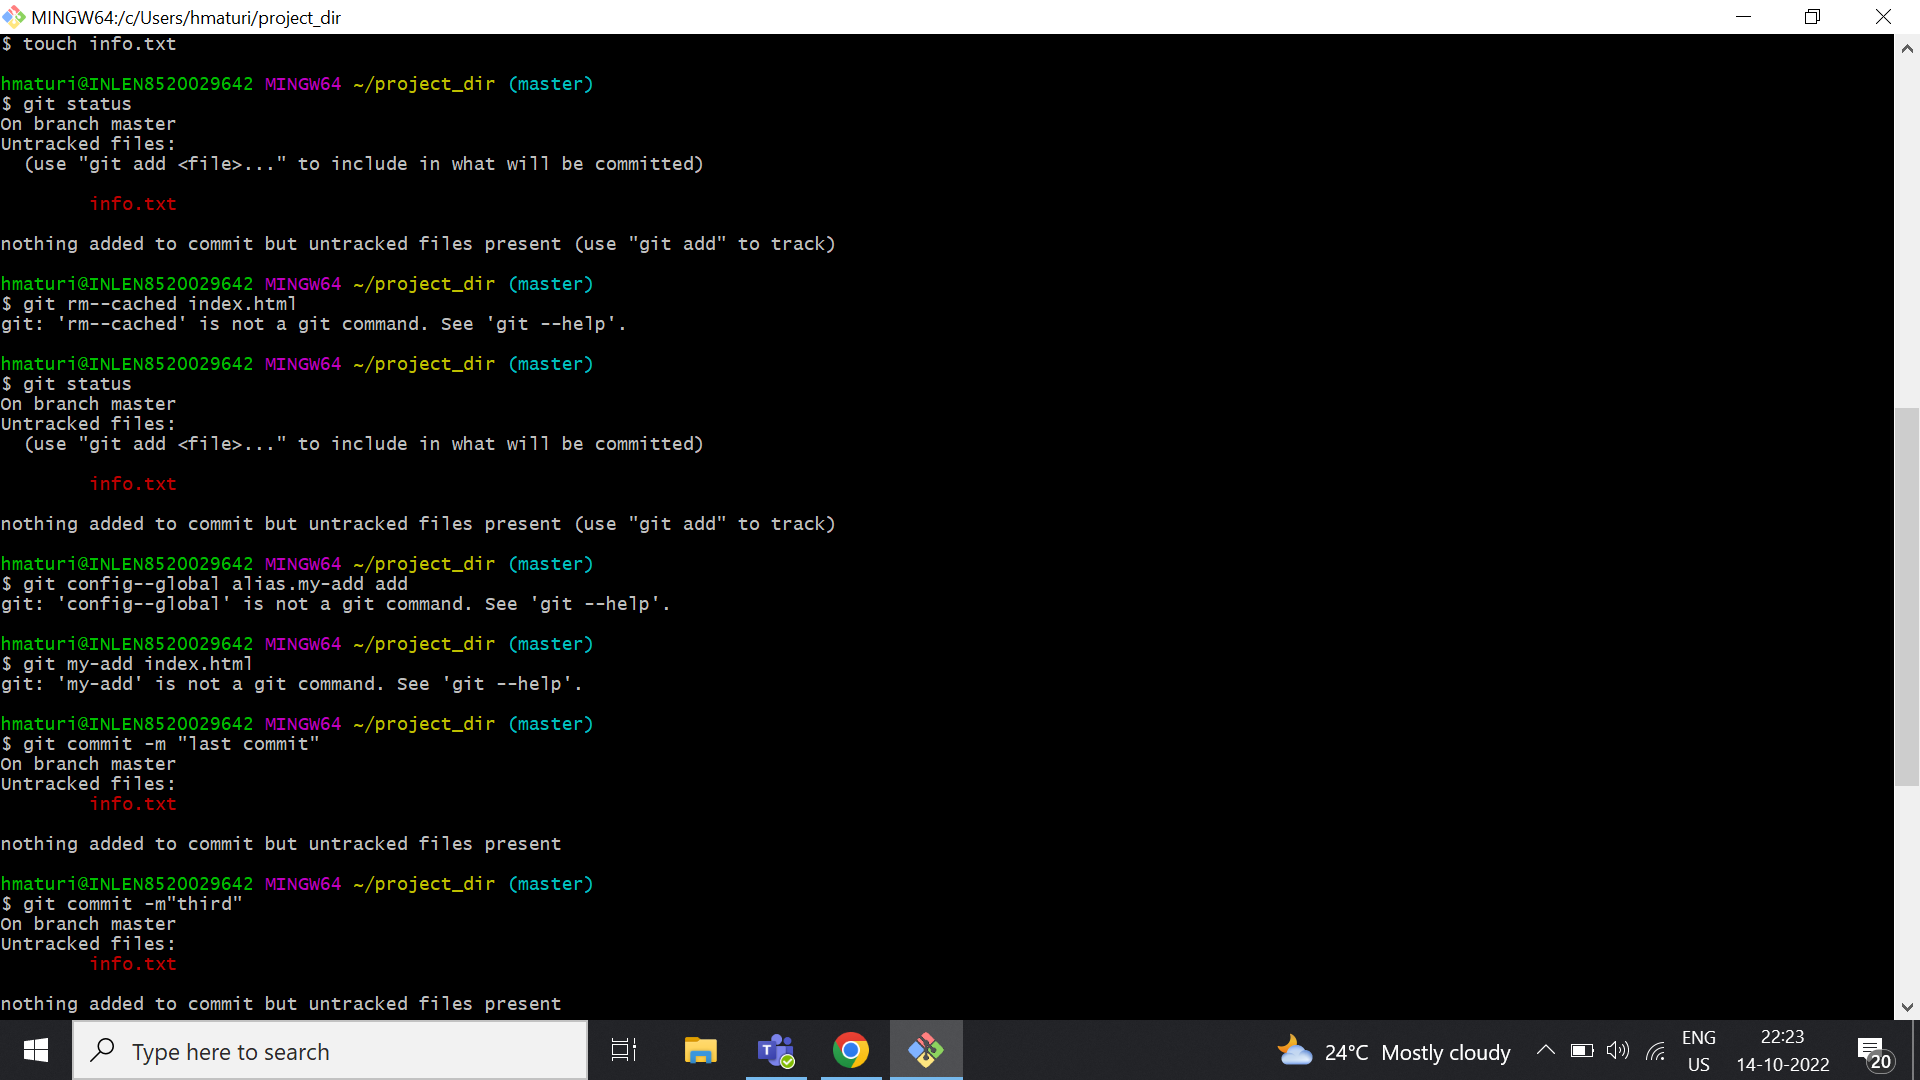 MINGW64:/c/Users/hmaturi/project_dir
$ touch info.txt
hmaturi@INLEN8520029642 MINGW64 ~/project_dir (master)
$ git status
On branch master
Untracked files:
  (use "git add <file>..." to include in what will be committed)
        info.txt
nothing added to commit but untracked files present (use "git add" to track)
hmaturi@INLEN8520029642 MINGW64 ~/project_dir (master)
$ git rm--cached index.html
git: 'rm--cached' is not a git command. See 'git --help'.
hmaturi@INLEN8520029642 MINGW64 ~/project_dir (master)
$ git status
On branch master
Untracked files:
  (use "git add <file>..." to include in what will be committed)
        info.txt
nothing added to commit but untracked files present (use "git add" to track)
hmaturi@INLEN8520029642 MINGW64 ~/project_dir (master)
$ git config--global alias.my-add add
git: 'config--global' is not a git command. See 'git --help'.
hmaturi@INLEN8520029642 MINGW64 ~/project_dir (master)
$ git my-add index.html
git: 'my-add' is not a git command. See 'git --help'.
hmaturi@INLEN8520029642 MINGW64 ~/project_dir (master)
$ git commit -m "last commit"
On branch master
Untracked files:
        info.txt
nothing added to commit but untracked files present
hmaturi@INLEN8520029642 MINGW64 ~/project_dir (master)
$ git commit -m"third"
On branch master
Untracked files:
        info.txt
nothing added to commit but untracked files present
Type here to search
T
24°C Mostly cloudy
ENG
US
22:23
14-10-2022
20